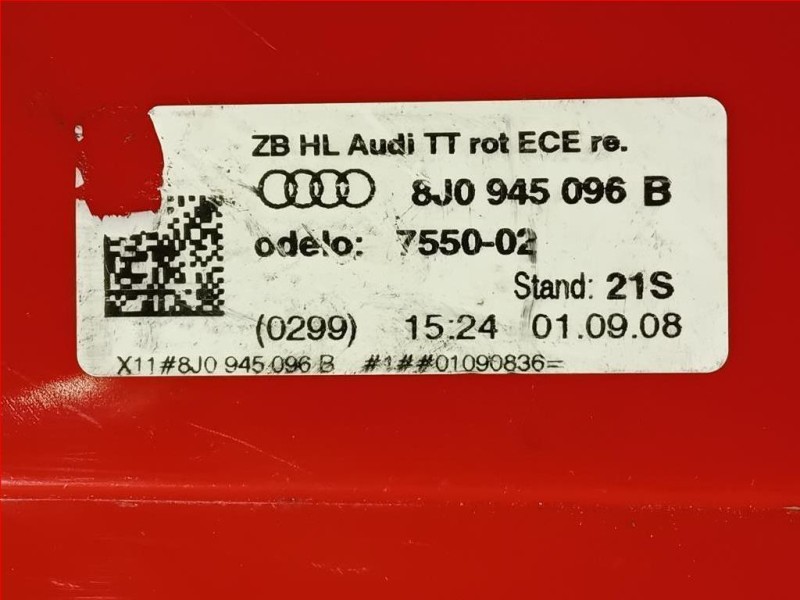 ZB HL Audi TT rot ECE re.
8J0 945 096 B
odelo: 7550-02
Stand: 21S
(0299) 15:24 01.09.08
X11#8J0 945 096 B #1##01090836=